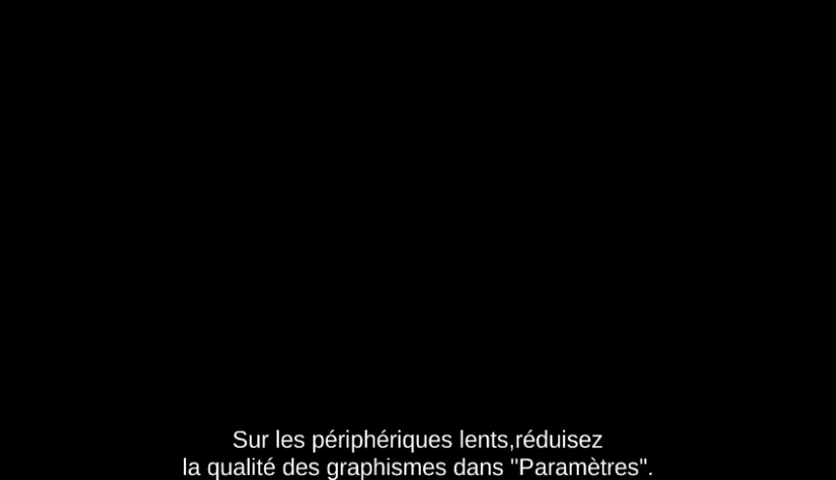 Sur les périphériques lents,réduisez
la qualité des graphismes dans "Paramètres".